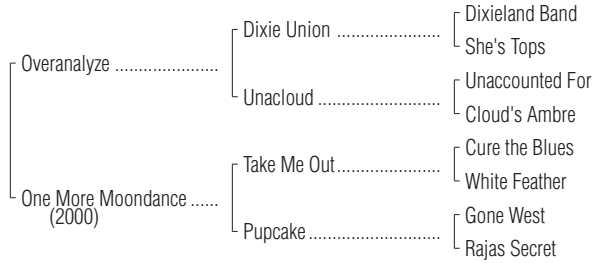 Dixieland Band
Dixie Union ......................
She's Tops
Overanalyze ......................
Unaccounted For
Unacloud ..........................
Cloud's Ambre
Cure the Blues
Take Me Out......................
White Feather
One More Moondance ......
(2000)
Gone West
Pupcake ............................
Rajas Secret